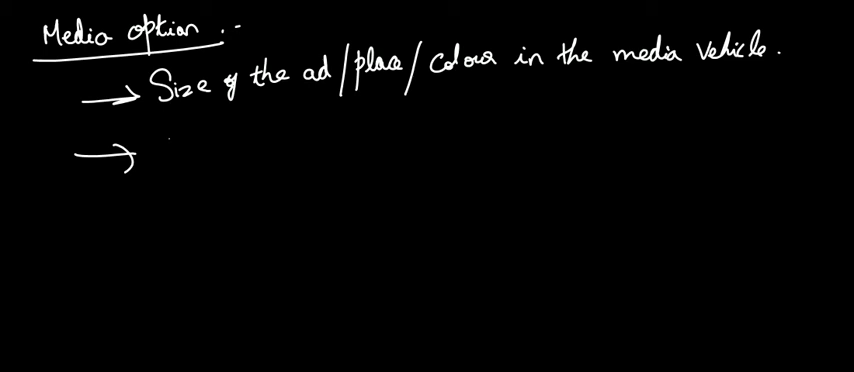 Media option :-
→ Size of the ad/place/colour in the media vehicle.
→